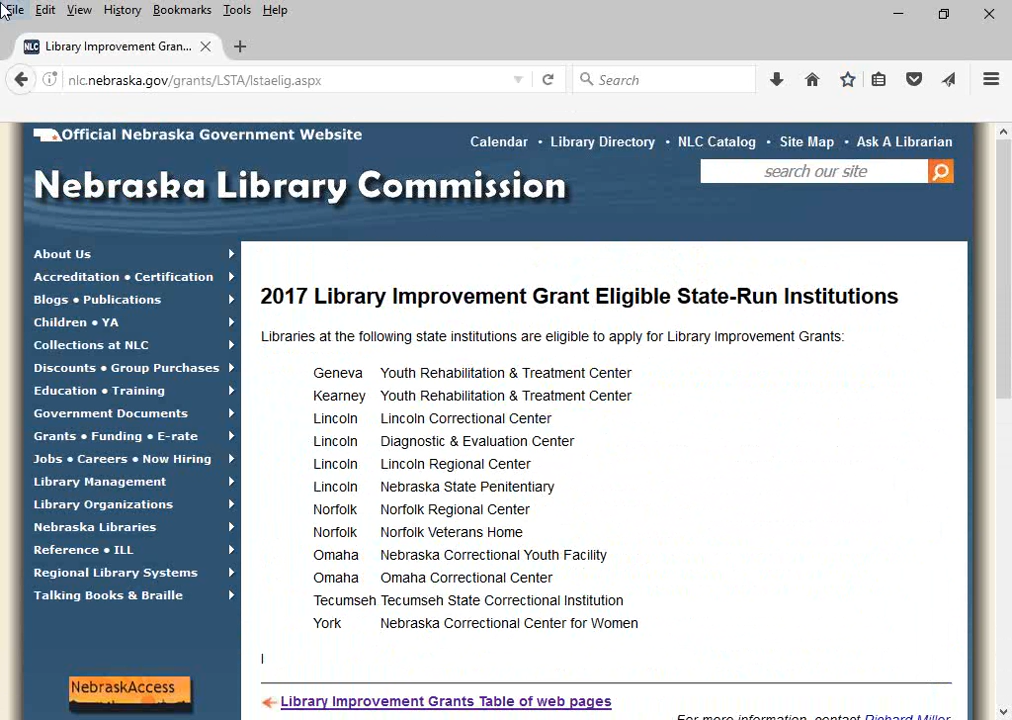 File Edit View History Bookmarks Tools Help
NLC Library Improvement Gran...
nlc.nebraska.gov/grants/LSTA/lstaelig.aspx
Search
Official Nebraska Government Website
Calendar • Library Directory • NLC Catalog • Site Map • Ask A Librarian
Nebraska Library Commission
search our site
About Us
Accreditation ● Certification
Blogs ● Publications
Children ● YA
Collections at NLC
Discounts ● Group Purchases
Education ● Training
Government Documents
Grants ● Funding ● E-rate
Jobs ● Careers ● Now Hiring
Library Management
Library Organizations
Nebraska Libraries
Reference ● ILL
Regional Library Systems
Talking Books & Braille
NebraskAccess
2017 Library Improvement Grant Eligible State-Run Institutions
Libraries at the following state institutions are eligible to apply for Library Improvement Grants:
Geneva Youth Rehabilitation & Treatment Center
Kearney Youth Rehabilitation & Treatment Center
Lincoln Lincoln Correctional Center
Lincoln Diagnostic & Evaluation Center
Lincoln Lincoln Regional Center
Lincoln Nebraska State Penitentiary
Norfolk Norfolk Regional Center
Norfolk Norfolk Veterans Home
Omaha Nebraska Correctional Youth Facility
Omaha Omaha Correctional Center
Tecumseh Tecumseh State Correctional Institution
York Nebraska Correctional Center for Women
l
Library Improvement Grants Table of web pages
For more information, contact Richard Miller